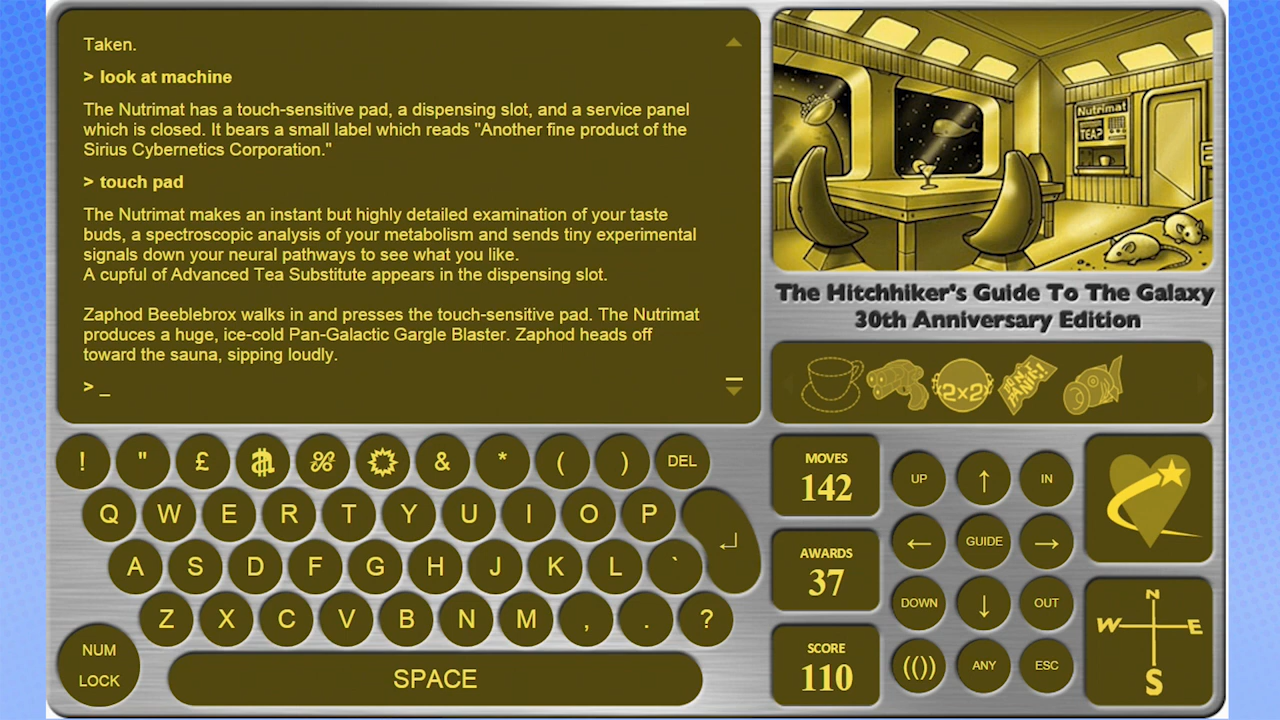 Taken.
> look at machine
The Nutrimat has a touch-sensitive pad, a dispensing slot, and a service panel
which is closed. It bears a small label which reads "Another fine product of the
Sirius Cybernetics Corporation."
> touch pad
The Nutrimat makes an instant but highly detailed examination of your taste
buds, a spectroscopic analysis of your metabolism and sends tiny experimental
signals down your neural pathways to see what you like.
A cupful of Advanced Tea Substitute appears in the dispensing slot.
Zaphod Beeblebrox walks in and presses the touch-sensitive pad. The Nutrimat
produces a huge, ice-cold Pan-Galactic Gargle Blaster. Zaphod heads off
toward the sauna, sipping loudly.
> _
Nutrimat
TEA?
The Hitchhiker's Guide To The Galaxy
30th Anniversary Edition
2×2
DON'T
PANIC!
! " £ & * ( ) DEL
Q W E R T Y U I O P
A S D F G H J K L `
Z X C V B N M , . ?
NUM
LOCK
SPACE
MOVES
142
AWARDS
37
SCORE
110
UP ↑ IN
← GUIDE →
DOWN ↓ OUT
(()) ANY ESC
N
W E
S